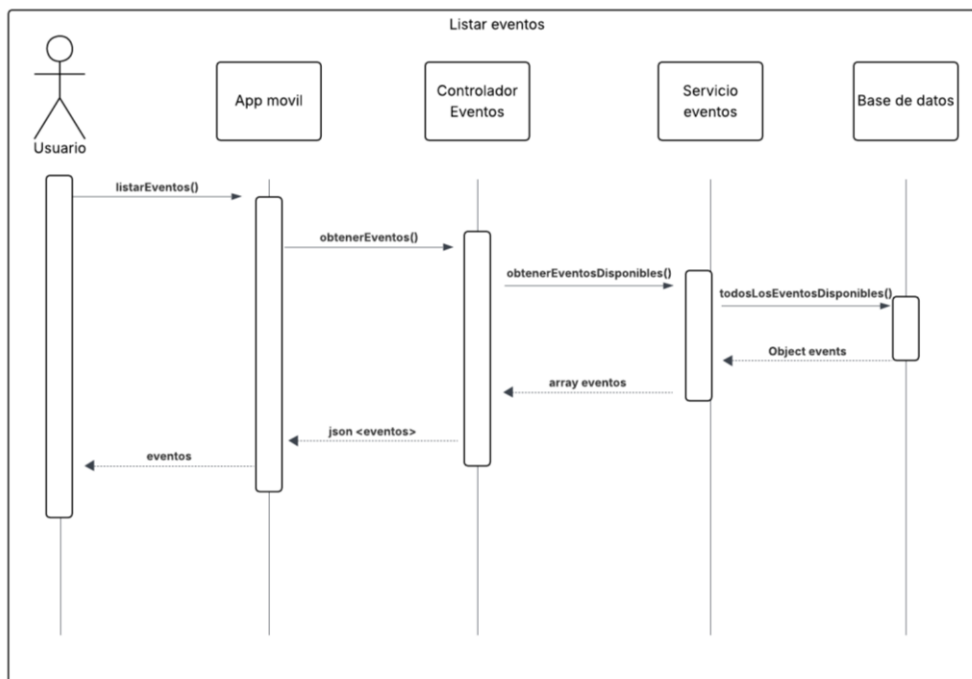 Listar eventos
Usuario
App movil
Controlador
Eventos
Servicio
eventos
Base de datos
listarEventos()
obtenerEventos()
obtenerEventosDisponibles()
todosLosEventosDisponibles()
Object events
array eventos
json <eventos>
eventos